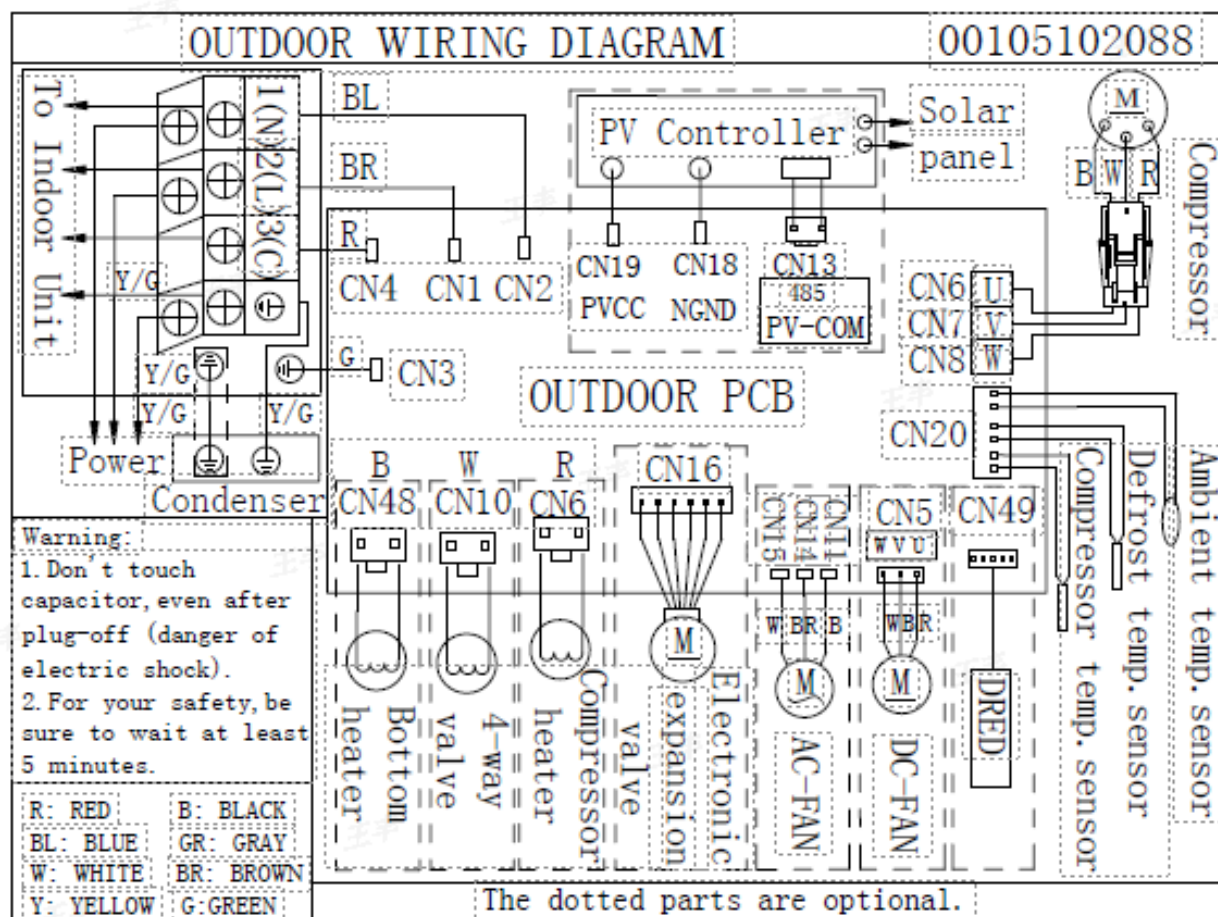 OUTDOOR WIRING DIAGRAM
00105102088
To Indoor Unit
1(N)2(L)3(C)
BL
BR
R
Y/G
CN4 CN1 CN2
G
CN3
Y/G
Y/G
Y/G
Power
Condenser
PV Controller
Solar
panel
CN19 CN18 CN13
PVCC NGND
485
PV-COM
M
B W R
Compressor
CN6 U
CN7 V
CN8 W
OUTDOOR PCB
CN20
Ambient temp.sensor
Defrost temp.sensor
Compressor temp.sensor
B W R
CN48 CN10 CN6
CN16
CN15
CN14
CN11
CN5
W V U
CN49
W BR B
W B R
M
M
M
Bottom
heater
4-way
valve
Compressor
heater
Electronic
expansion
valve
AC-FAN
DC-FAN
DRED
Warning:
1. Don't touch
capacitor, even after
plug-off (danger of
electric shock).
2. For your safety, be
sure to wait at least
5 minutes.
R: RED B: BLACK
BL: BLUE GR: GRAY
W: WHITE BR: BROWN
Y: YELLOW G:GREEN
The dotted parts are optional.